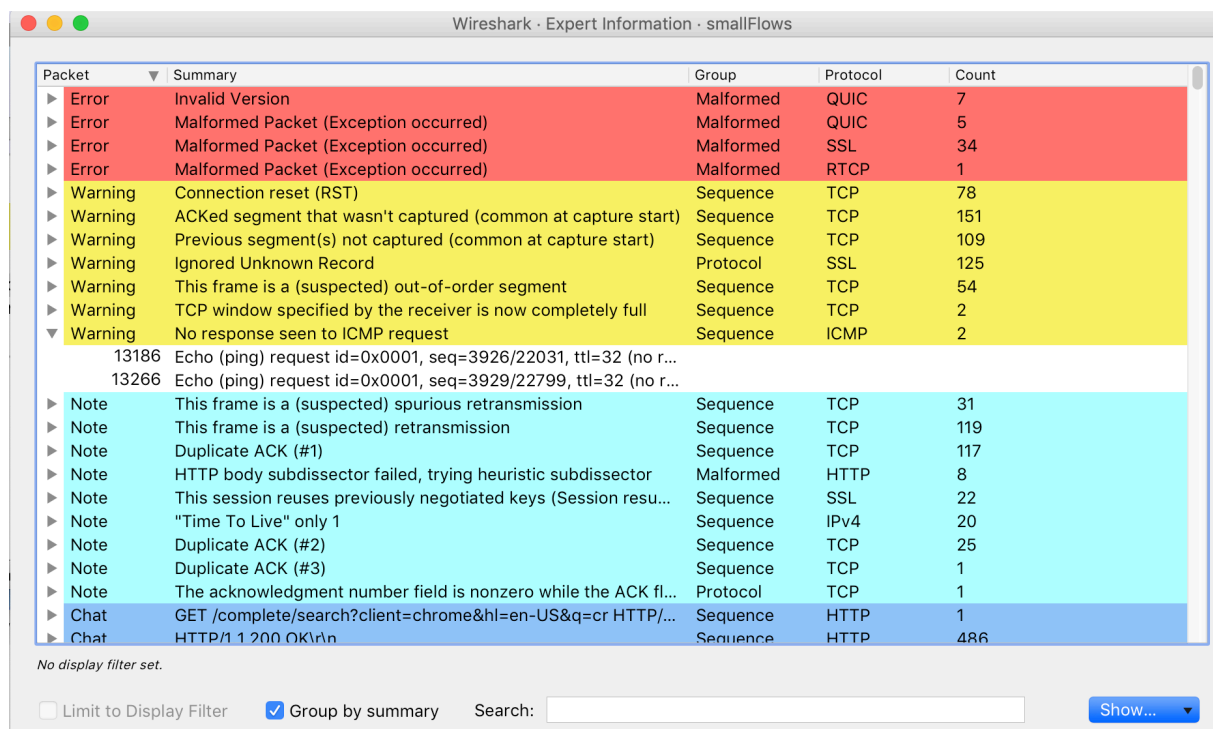 Wireshark · Expert Information · smallFlows
Packet Summary Group Protocol Count
Error Invalid Version Malformed QUIC 7
Error Malformed Packet (Exception occurred) Malformed QUIC 5
Error Malformed Packet (Exception occurred) Malformed SSL 34
Error Malformed Packet (Exception occurred) Malformed RTCP 1
Warning Connection reset (RST) Sequence TCP 78
Warning ACKed segment that wasn't captured (common at capture start) Sequence TCP 151
Warning Previous segment(s) not captured (common at capture start) Sequence TCP 109
Warning Ignored Unknown Record Protocol SSL 125
Warning This frame is a (suspected) out-of-order segment Sequence TCP 54
Warning TCP window specified by the receiver is now completely full Sequence TCP 2
Warning No response seen to ICMP request Sequence ICMP 2
13186 Echo (ping) request id=0x0001, seq=3926/22031, ttl=32 (no r...
13266 Echo (ping) request id=0x0001, seq=3929/22799, ttl=32 (no r...
Note This frame is a (suspected) spurious retransmission Sequence TCP 31
Note This frame is a (suspected) retransmission Sequence TCP 119
Note Duplicate ACK (#1) Sequence TCP 117
Note HTTP body subdissector failed, trying heuristic subdissector Malformed HTTP 8
Note This session reuses previously negotiated keys (Session resu... Sequence SSL 22
Note "Time To Live" only 1 Sequence IPv4 20
Note Duplicate ACK (#2) Sequence TCP 25
Note Duplicate ACK (#3) Sequence TCP 1
Note The acknowledgment number field is nonzero while the ACK fl... Protocol TCP 1
Chat GET /complete/search?client=chrome&hl=en-US&q=cr HTTP/... Sequence HTTP 1
Chat HTTP/1.1 200 OK\r\n Sequence HTTP 486
No display filter set.
Limit to Display Filter Group by summary Search: Show...